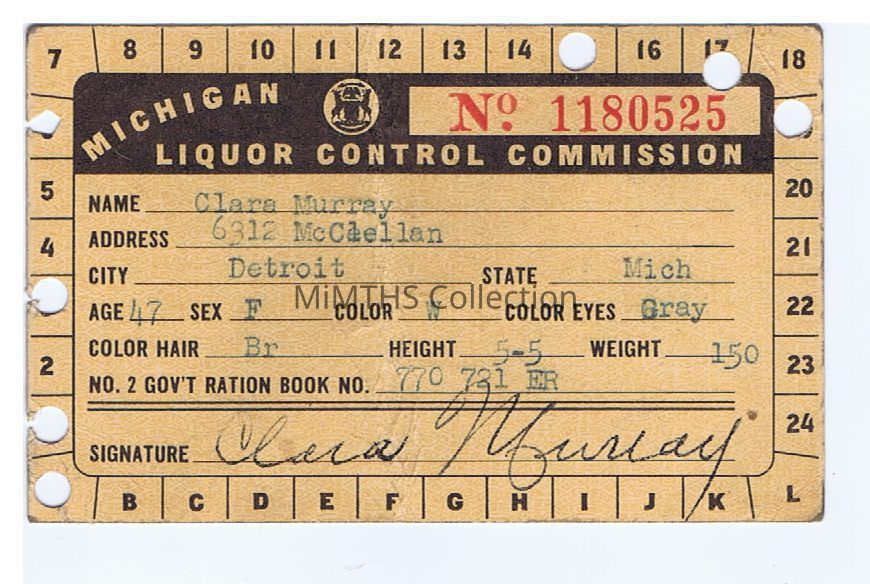 7 8 9 10 11 12 13 14 16 17 18
MICHIGAN
Nº. 1180525
LIQUOR CONTROL COMMISSION
5 20
NAME Clara Murray
ADDRESS 6312 McClellan
4 21
CITY Detroit STATE Mich
MiMTHS Collection
AGE 47 SEX F COLOR W COLOR EYES Gray
22
COLOR HAIR Br HEIGHT 5-5 WEIGHT 150
2 23
NO. 2 GOV'T RATION BOOK NO. 770 721 ER
24
SIGNATURE Clara Murray
B C D E F G H I J K L